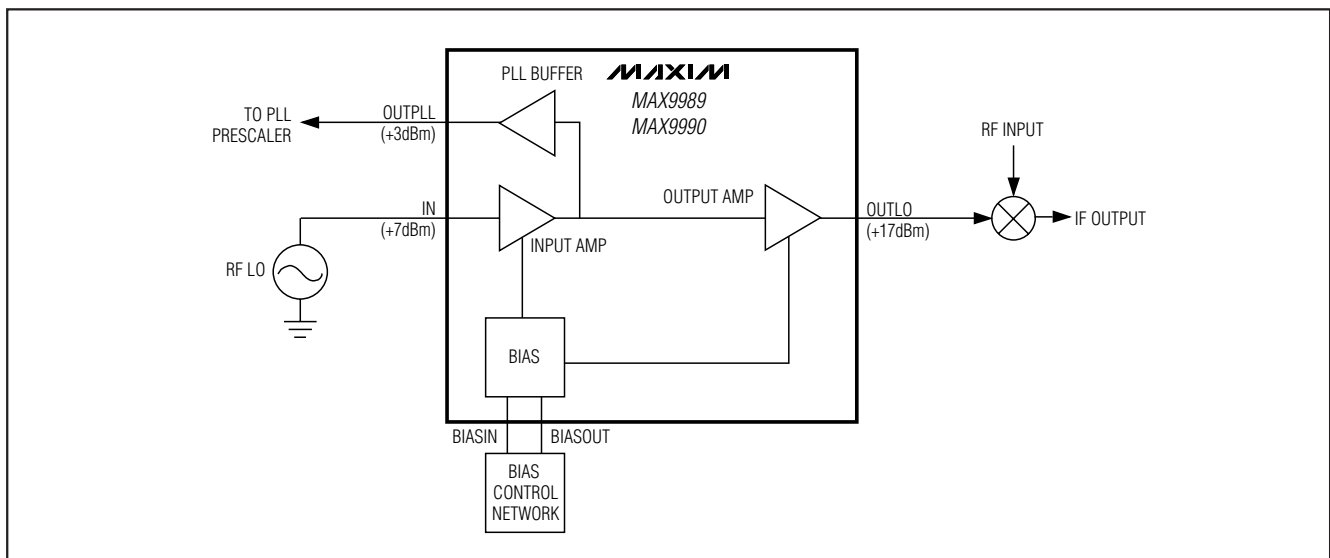 PLL BUFFER
MAXIM
MAX9989
MAX9990
TO PLL
PRESCALER
OUTPLL
(+3dBm)
RF INPUT
IN
(+7dBm)
INPUT AMP
OUTPUT AMP
OUTLO
(+17dBm)
IF OUTPUT
RF LO
BIAS
BIASIN
BIASOUT
BIAS
CONTROL
NETWORK